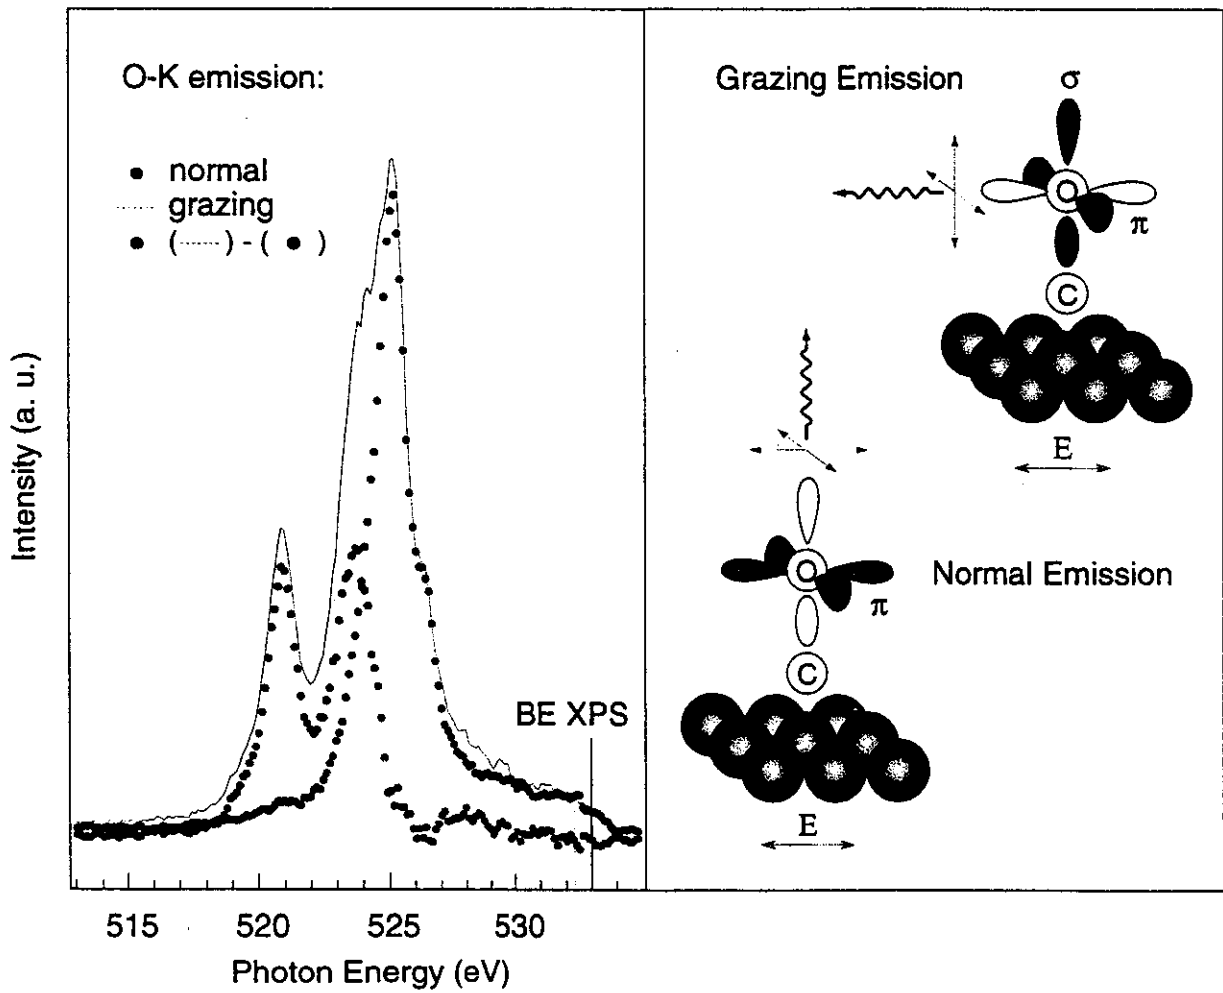 O-K emission:
● normal
┈┈ grazing
● (┈┈) - ( ● )
BE XPS
Intensity (a. u.)
515 520 525 530
Photon Energy (eV)
Grazing Emission
σ
O
π
C
E
O
Normal Emission
π
C
E